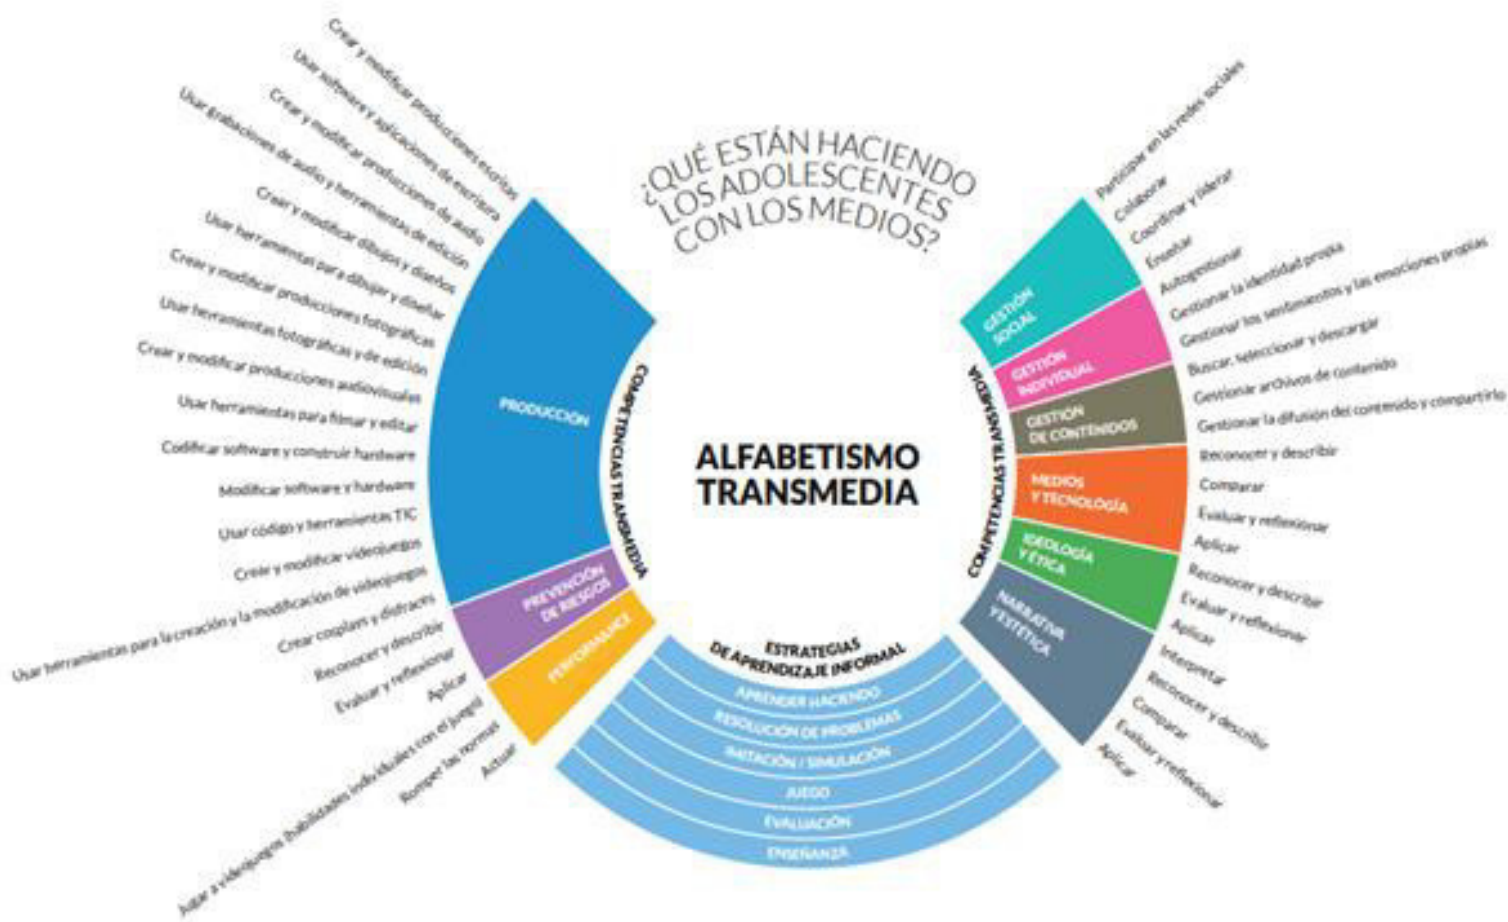 ¿QUÉ ESTÁN HACIENDO
LOS ADOLESCENTES
CON LOS MEDIOS?
ALFABETISMO
TRANSMEDIA
COMPETENCIAS TRANSMEDIA
PRODUCCIÓN
Crear y modificar producciones escritas
Usar software y aplicaciones de escritura
Crear y modificar producciones de audio
Usar grabaciones de audio y herramientas de edición
Crear y modificar dibujos y diseños
Usar herramientas para dibujar y diseñar
Crear y modificar producciones fotográficas
Usar herramientas fotográficas y de edición
Crear y modificar producciones audiovisuales
Usar herramientas para filmar y editar
Codificar software y construir hardware
Modificar software y hardware
Usar código y herramientas TIC
Crear y modificar videojuegos
Usar herramientas para la creación y la modificación de videojuegos
Crear cosplays y disfraces
PREVENCIÓN
DE RIESGOS
Reconocer y describir
Evaluar y reflexionar
Aplicar
PERFORMANCE
Jugar a videojuegos (habilidades individuales con el juego)
Romper las normas
Actuar
COMPETENCIAS TRANSMEDIA
GESTIÓN
SOCIAL
Participar en las redes sociales
Colaborar
Coordinar y liderar
Enseñar
GESTIÓN
INDIVIDUAL
Autogestionar
Gestionar la identidad propia
Gestionar los sentimientos y las emociones propias
GESTIÓN
DE CONTENIDOS
Buscar, seleccionar y descargar
Gestionar archivos de contenido
Gestionar la difusión del contenido y compartirlo
MEDIOS
Y TECNOLOGÍA
Reconocer y describir
Comparar
Evaluar y reflexionar
Aplicar
IDEOLOGÍA
Y ÉTICA
Reconocer y describir
Evaluar y reflexionar
Aplicar
NARRATIVA
Y ESTÉTICA
Interpretar
Reconocer y describir
Comparar
Evaluar y reflexionar
Aplicar
ESTRATEGIAS
DE APRENDIZAJE INFORMAL
APRENDER HACIENDO
RESOLUCIÓN DE PROBLEMAS
IMITACIÓN / SIMULACIÓN
JUEGO
EVALUACIÓN
ENSEÑANZA